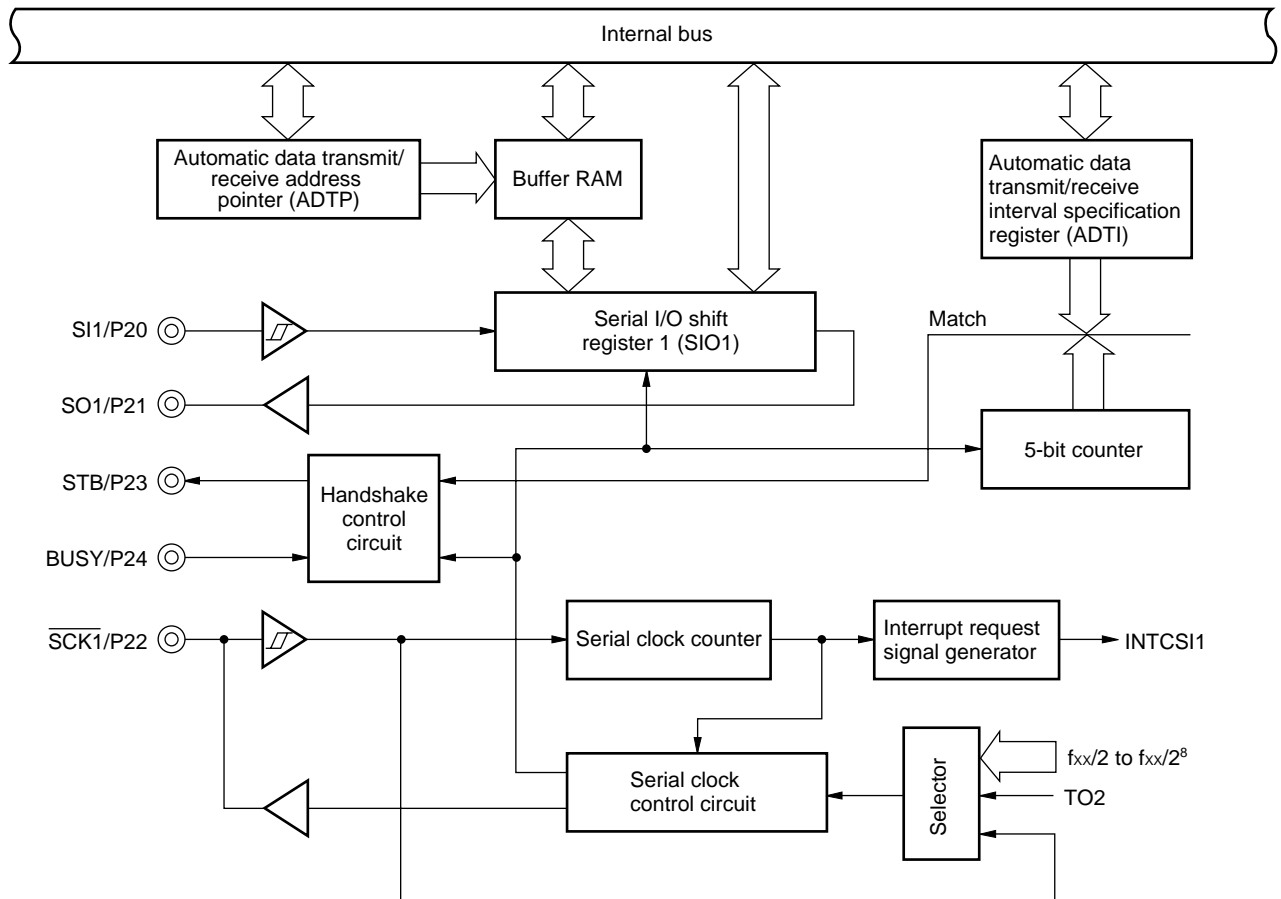 Internal bus
Automatic data transmit/
receive address
pointer (ADTP)
Buffer RAM
Automatic data
transmit/receive
interval specification
register (ADTI)
SI1/P20
Serial I/O shift
register 1 (SIO1)
Match
SO1/P21
5-bit counter
STB/P23
Handshake
control
circuit
BUSY/P24
S̅C̅K̅1̅/P22
Serial clock counter
Interrupt request
signal generator
INTCSI1
Serial clock
control circuit
Selector
fxx/2 to fxx/2⁸
TO2